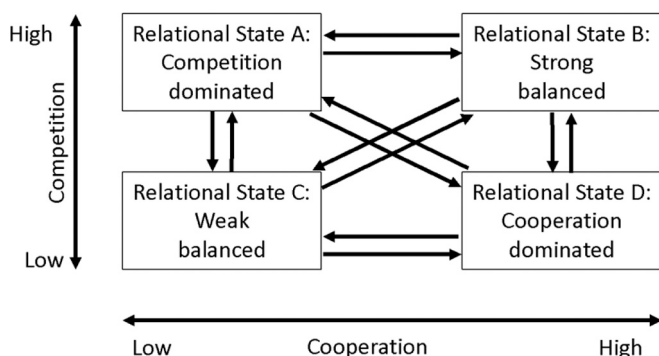 High
Relational State A:
Competition
dominated
Relational State B:
Strong
balanced
Competition
Relational State C:
Weak
balanced
Relational State D:
Cooperation
dominated
Low
Low
Cooperation
High